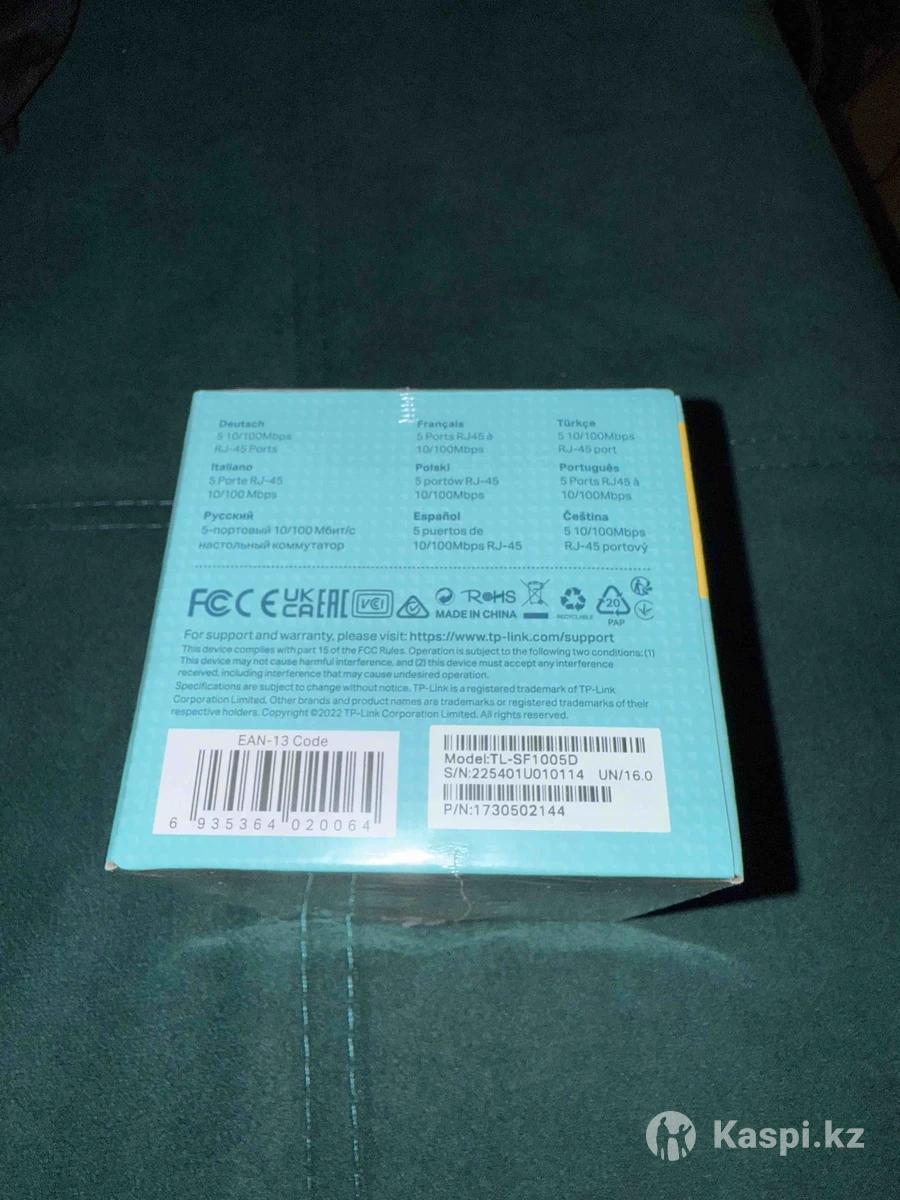 Deutsch
5 10/100Mbps
RJ-45 Ports
Français
5 Ports RJ45 à
10/100Mbps
Türkçe
5 10/100Mbps
RJ-45 port
Italiano
5 Porte RJ-45
10/100 Mbps
Polski
5 portów RJ-45
10/100Mbps
Português
5 Ports RJ45 à
10/100Mbps
Русский
5-портовый 10/100 Мбит/с
настольный коммутатор
Español
5 puertos de
10/100Mbps RJ-45
Čeština
5 10/100Mbps
RJ-45 portový
FC CE UKCA EAC VCCI RoHS
MADE IN CHINA
RECYCLABLE
20
PAP
For support and warranty, please visit: https://www.tp-link.com/support
This device complies with part 15 of the FCC Rules. Operation is subject to the following two conditions: (1)
This device may not cause harmful interference, and (2) this device must accept any interference
received, including interference that may cause undesired operation.
Specifications are subject to change without notice. TP-Link is a registered trademark of TP-Link
Corporation Limited. Other brands and product names are trademarks or registered trademarks of their
respective holders. Copyright ©2022 TP-Link Corporation Limited. All rights reserved.
EAN-13 Code
6 935364 020064
Model:TL-SF1005D
S/N:225401U010114 UN/16.0
P/N:1730502144
Kaspi.kz